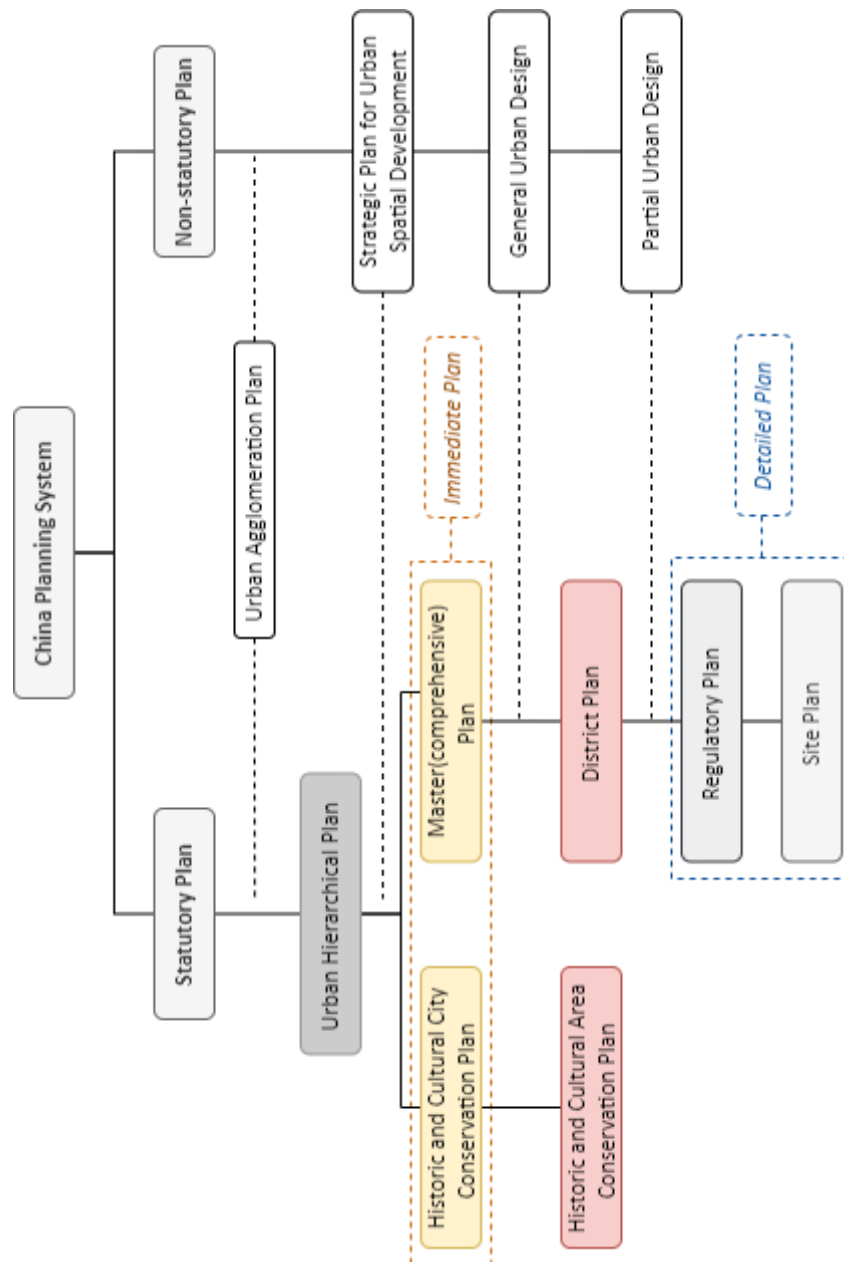 China Planning System
Statutory Plan
Non-statutory Plan
Urban Agglomeration Plan
Urban Hierarchical Plan
Strategic Plan for Urban
Spatial Development
Historic and Cultural City
Conservation Plan
Master(comprehensive)
Plan
Immediate Plan
General Urban Design
Historic and Cultural Area
Conservation Plan
District Plan
Partial Urban Design
Regulatory Plan
Detailed Plan
Site Plan